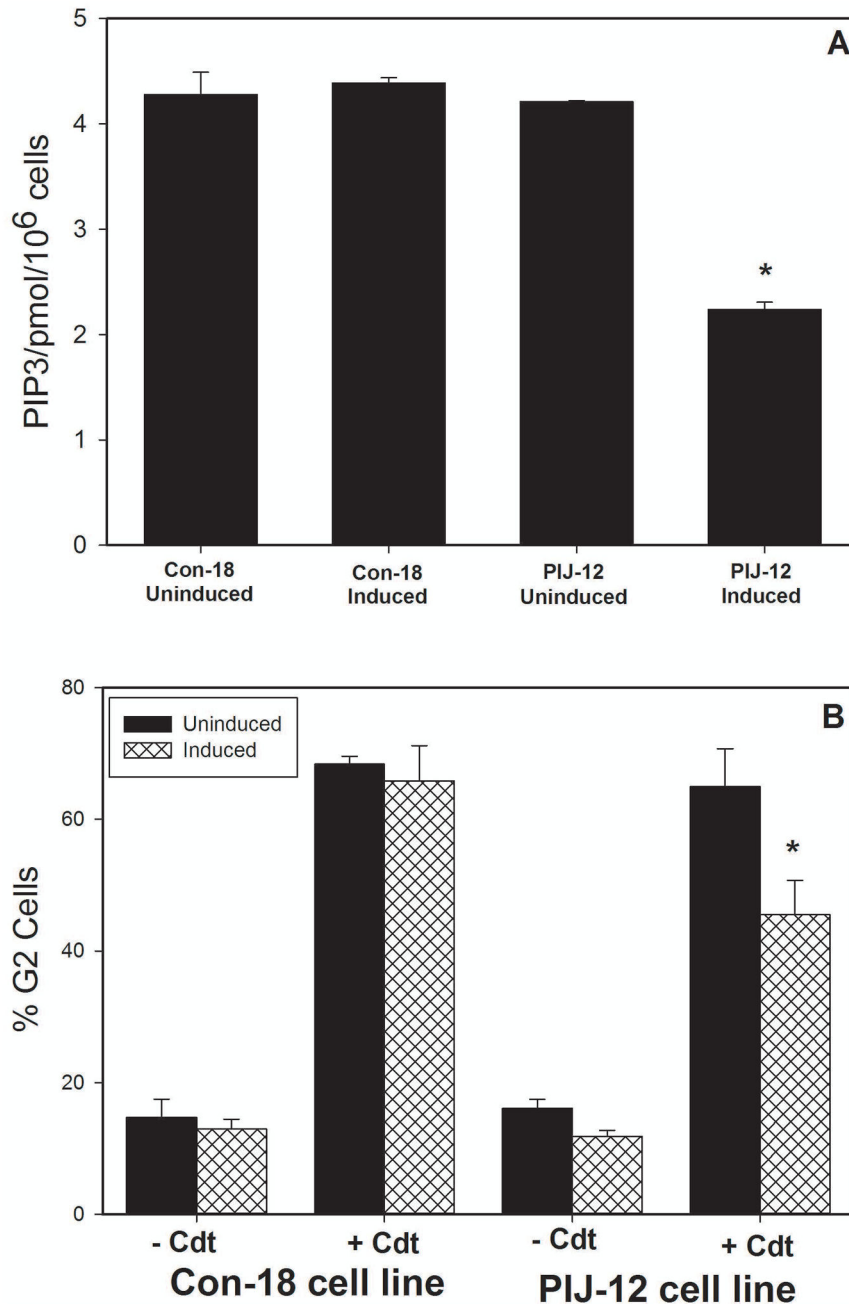 A
PIP3/pmol/10⁶ cells
5
4
3
2
1
0
*
Con-18 Uninduced
Con-18 Induced
PIJ-12 Uninduced
PIJ-12 Induced
B
% G2 Cells
80
60
40
20
0
Uninduced
Induced
*
- Cdt
+ Cdt
- Cdt
+ Cdt
Con-18 cell line
PIJ-12 cell line